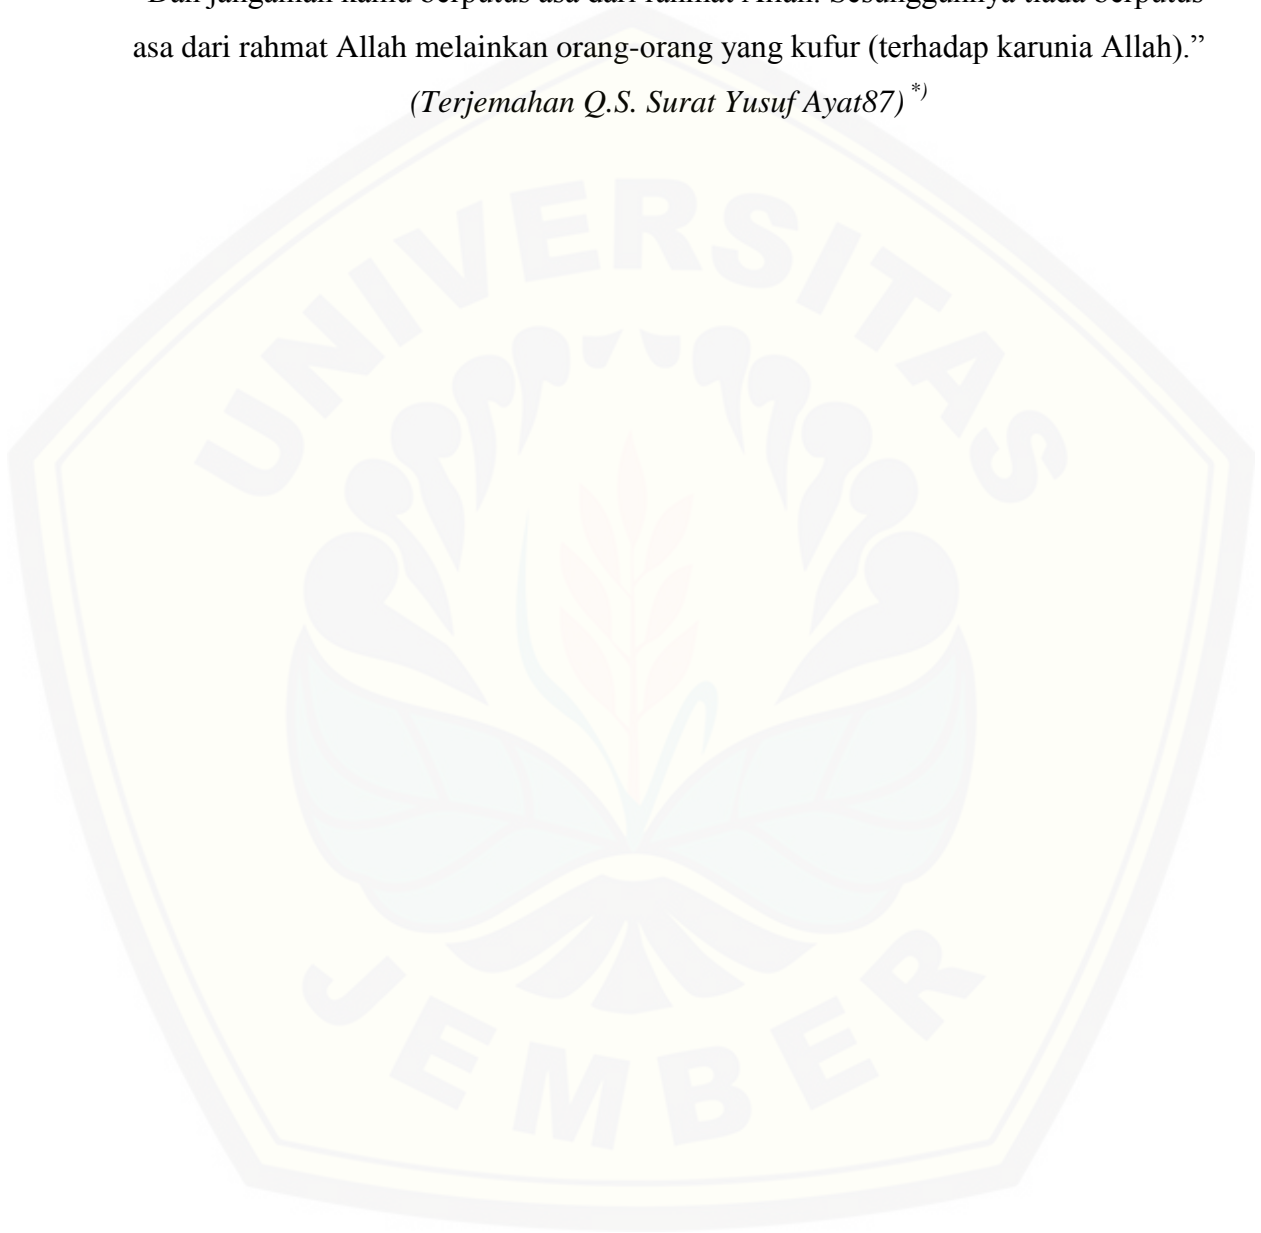 asa dari rahmat Allah melainkan orang-orang yang kufur (terhadap karunia Allah).”
(Terjemahan Q.S. Surat Yusuf Ayat87) *)
UNIVERSITAS
JEMBER